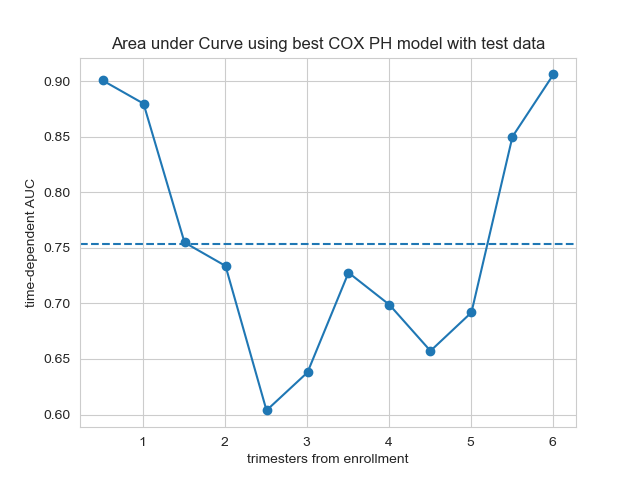 Area under Curve using best COX PH model with test data
time-dependent AUC
0.90
0.85
0.80
0.75
0.70
0.65
0.60
1 2 3 4 5 6
trimesters from enrollment